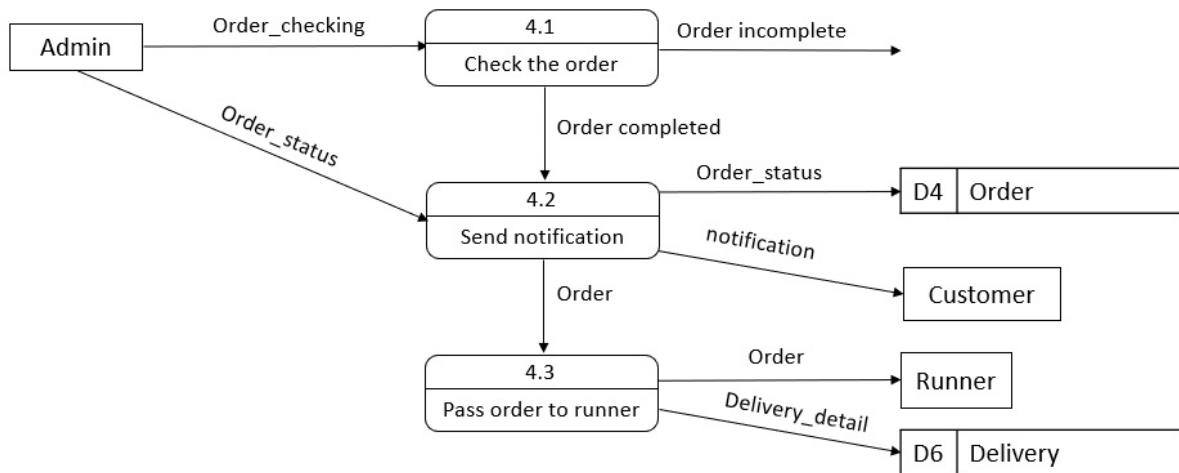 Admin
Order_checking
4.1
Check the order
Order incomplete
Order_status
Order completed
4.2
Send notification
Order_status
D4 Order
notification
Customer
Order
4.3
Pass order to runner
Order
Runner
Delivery_detail
D6 Delivery